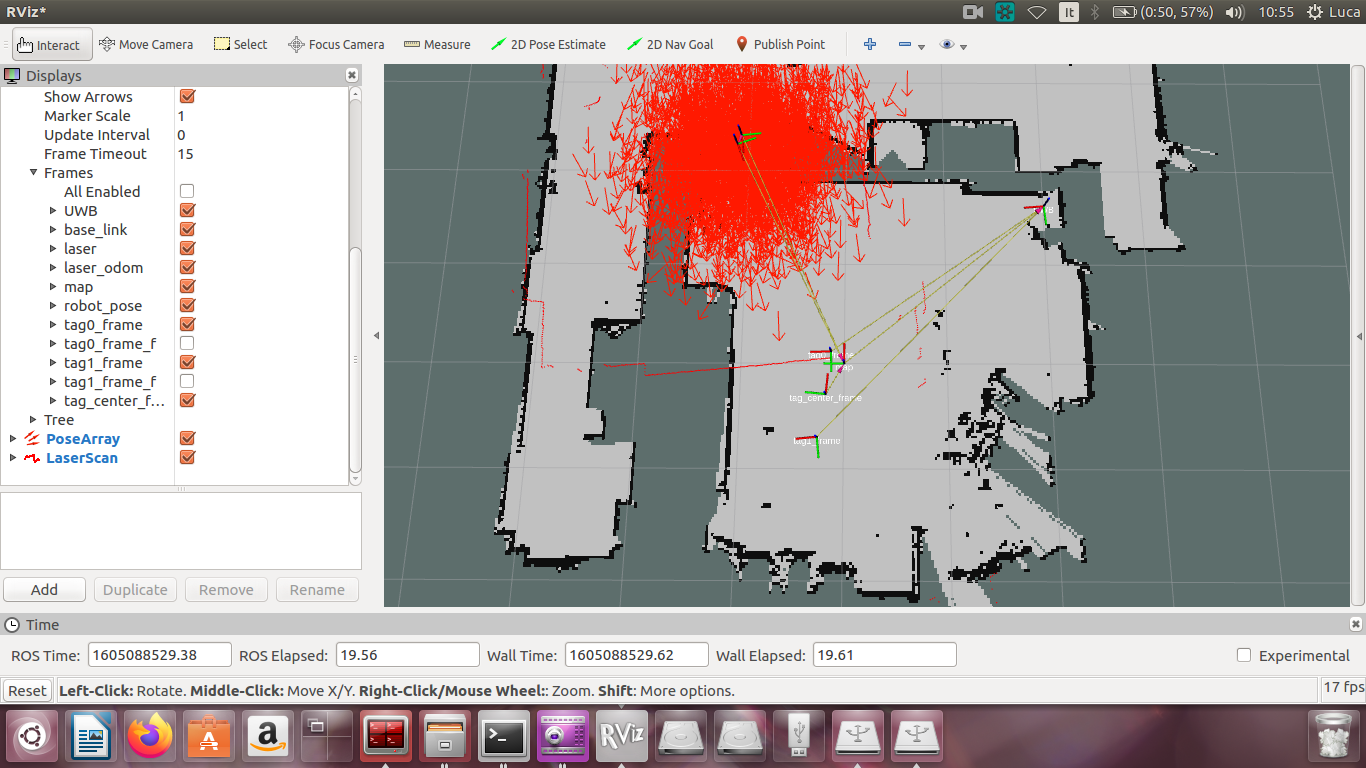 RViz*
It
(0:50, 57%)
10:55
Luca
Interact
Move Camera
Select
Focus Camera
Measure
2D Pose Estimate
2D Nav Goal
Publish Point
Displays
Show Arrows
Marker Scale 1
Update Interval 0
Frame Timeout 15
Frames
All Enabled
UWB
base_link
laser
laser_odom
map
robot_pose
tag0_frame
tag0_frame_f
tag1_frame
tag1_frame_f
tag_center_f...
Tree
PoseArray
LaserScan
tag_center_frame
tag1_frame
Add
Duplicate
Remove
Rename
Time
ROS Time: 1605088529.38 ROS Elapsed: 19.56 Wall Time: 1605088529.62 Wall Elapsed: 19.61 Experimental
Reset Left-Click: Rotate. Middle-Click: Move X/Y. Right-Click/Mouse Wheel:: Zoom. Shift: More options. 17 fps
A
a
>_
RViz